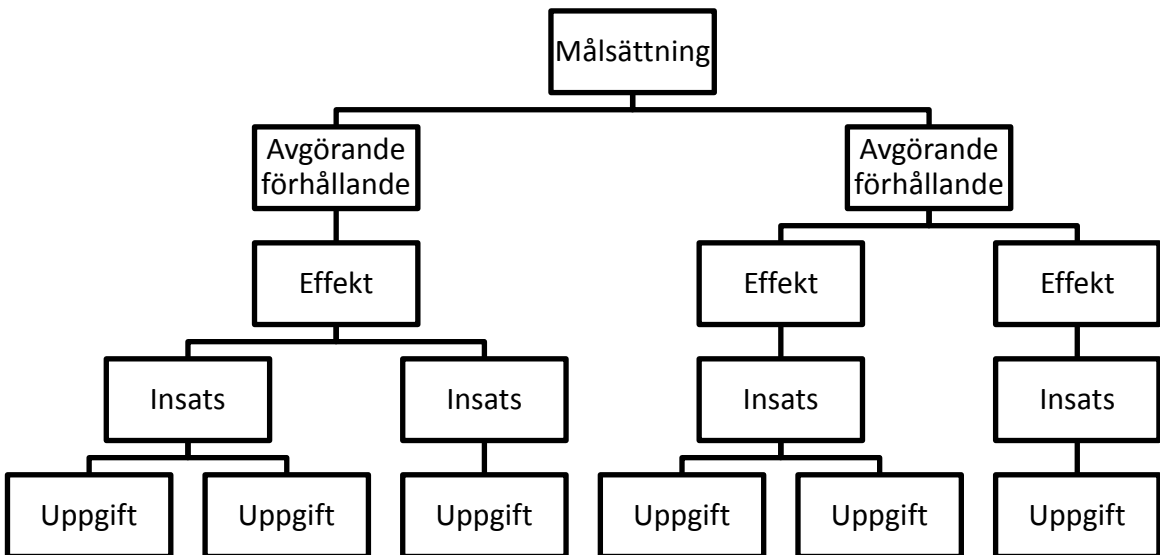 Målsättning
Avgörande
förhållande
Avgörande
förhållande
Effekt
Effekt
Effekt
Insats
Insats
Insats
Insats
Uppgift
Uppgift
Uppgift
Uppgift
Uppgift
Uppgift